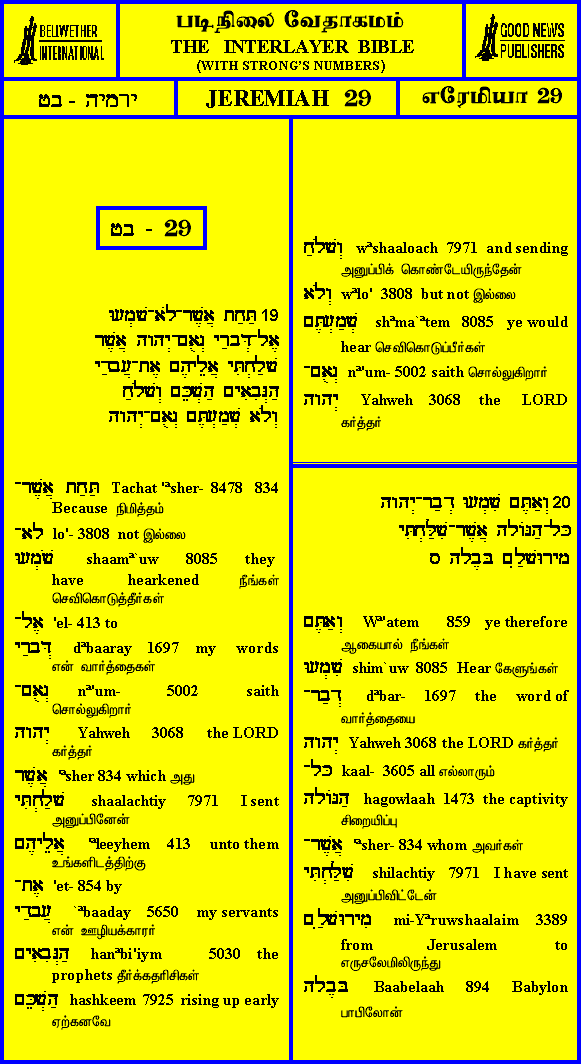 BELLWETHER
INTERNATIONAL
படிநிலை வேதாகமம்
THE INTERLAYER BIBLE
(WITH STRONG'S NUMBERS)
GOOD NEWS
PUBLISHERS
ירמיה - בט
JEREMIAH 29
எரேமியா 29
29 - בט
19 תַּחַת אֲשֶׁר־לֹא־שָׁמְעוּ
אֶל־דְּבָרַי נְאֻם־יְהוָה אֲשֶׁר
שָׁלַחְתִּי אֲלֵיהֶם אֶת־עֲבָדַי
הַנְּבִאִים הַשְׁכֵּם וְשָׁלֹחַ
וְלֹא שְׁמַעְתֶּם נְאֻם־יְהוָה
תַּחַת אֲשֶׁר־ Tachat 'ªsher- 8478 834
Because நிமித்தம்
לֹא־ lo'- 3808 not இல்லை
שָׁמְעוּ shaam`uw 8085 they
have hearkened நீங்கள்
செவிகொடுத்தீர்கள்
אֶל־ 'el- 413 to
דְּבָרַי dªbaaray 1697 my words
என் வார்த்தைகள்
נְאֻם־ nª'um- 5002 saith
சொல்லுகிறார்
יְהוָה Yahweh 3068 the LORD
கர்த்தர்
אֲשֶׁר ªsher 834 which அது
שָׁלַחְתִּי shaalachtiy 7971 I sent
அனுப்பினேன்
אֲלֵיהֶם ªleeyhem 413 unto them
உங்களிடத்திற்கு
אֶת־ 'et- 854 by
עֲבָדַי `ªbaaday 5650 my servants
என் ஊழியக்காரர்
הַנְּבִאִים hanªbi'iym 5030 the
prophets தீர்க்கதரிசிகள்
הַשְׁכֵּם hashkeem 7925 rising up early
ஏற்கனவே
וְשָׁלֹחַ wªshaaloach 7971 and sending
அனுப்பிக் கொண்டேயிருந்தேன்
וְלֹא wªlo' 3808 but not இல்லை
שְׁמַעְתֶּם shªma`atem 8085 ye would
hear செவிகொடுப்பீர்கள்
נְאֻם־ nª'um- 5002 saith சொல்லுகிறார்
יְהוָה Yahweh 3068 the LORD
கர்த்தர்
20 וְאַתֶּם שִׁמְעוּ דְבַר־יְהוָה
כָּל־הַגּוֹלָה אֲשֶׁר־שִׁלַּחְתִּי
מִירוּשָׁלִַם בָּבֶלָה ס
וְאַתֶּם Wª'atem 859 ye therefore
ஆகையால் நீங்கள்
שִׁמְעוּ shim`uw 8085 Hear கேளுங்கள்
דְבַר־ dªbar- 1697 the word of
வார்த்தையை
יְהוָה Yahweh 3068 the LORD கர்த்தர்
כָּל־ kaal- 3605 all எல்லாரும்
הַגּוֹלָה hagowlaah 1473 the captivity
சிறையிப்பு
אֲשֶׁר־ ªsher- 834 whom அவர்கள்
שִׁלַּחְתִּי shilachtiy 7971 I have sent
அனுப்பிவிட்டேன்
מִירוּשָׁלִַם mi-Yªruwshaalaim 3389
from Jerusalem to
எருசலேமிலிருந்து
בָּבֶלָה Baabelaah 894 Babylon
பாபிலோன்